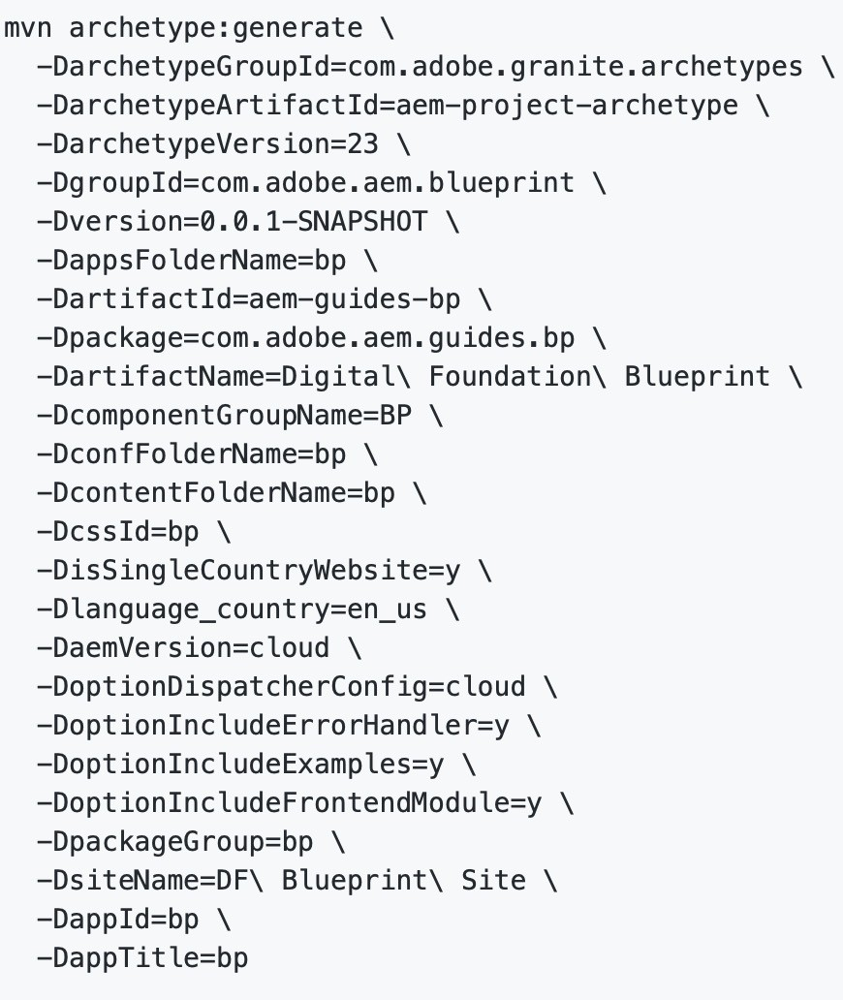 mvn archetype:generate \
-DarchetypeGroupId=com.adobe.granite.archetypes \
-DarchetypeArtifactId=aem-project-archetype \
-DarchetypeVersion=23 \
-DgroupId=com.adobe.aem.blueprint \
-Dversion=0.0.1-SNAPSHOT \
-DappsFolderName=bp \
-DartifactId=aem-guides-bp \
-Dpackage=com.adobe.aem.guides.bp \
-DartifactName=Digital\ Foundation\ Blueprint \
-DcomponentGroupName=BP \
-DconfFolderName=bp \
-DcontentFolderName=bp \
-DcssId=bp \
-DisSingleCountryWebsite=y \
-Dlanguage_country=en_us \
-DaemVersion=cloud \
-DoptionDispatcherConfig=cloud \
-DoptionIncludeErrorHandler=y \
-DoptionIncludeExamples=y \
-DoptionIncludeFrontendModule=y \
-DpackageGroup=bp \
-DsiteName=DF\ Blueprint\ Site \
-DappId=bp \
-DappTitle=bp